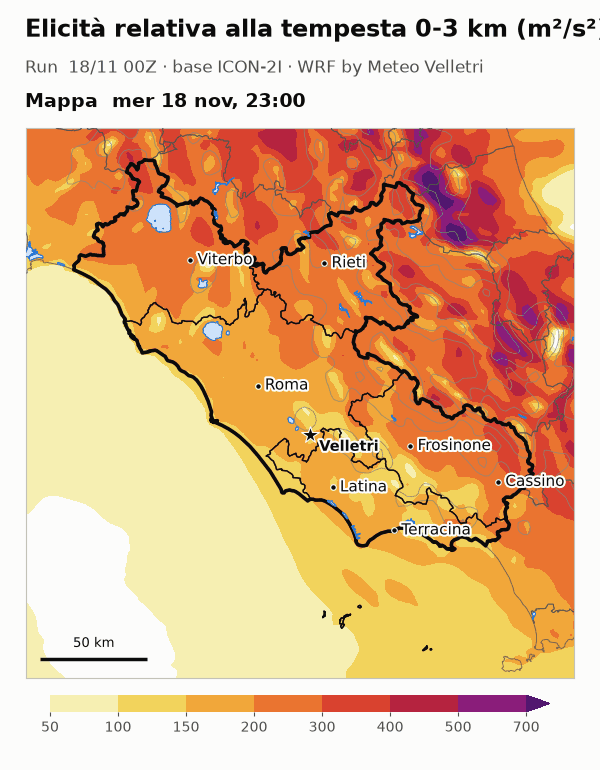 Elicità relativa alla tempesta 0-3 km (m²/s²)
Run 18/11 00Z · base ICON-2I · WRF by Meteo Velletri
Mappa mer 18 nov, 23:00
Viterbo
Rieti
Roma
Velletri
Frosinone
Latina
Cassino
Terracina
50 km
50 100 150 200 300 400 500 700